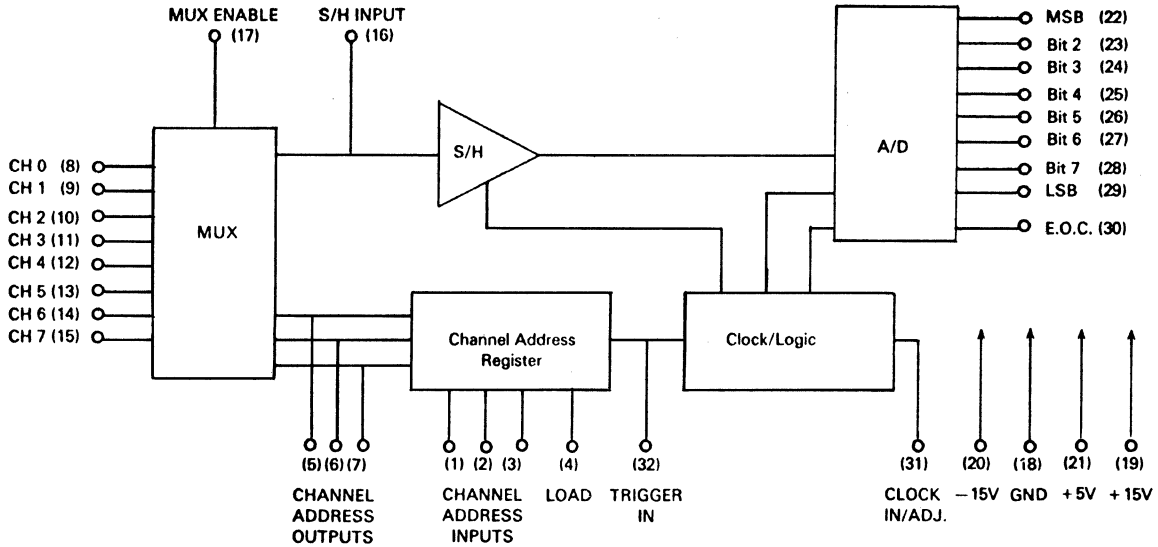 MUX ENABLE
(17)
S/H INPUT
(16)
MSB (22)
Bit 2 (23)
Bit 3 (24)
Bit 4 (25)
Bit 5 (26)
Bit 6 (27)
Bit 7 (28)
LSB (29)
E.O.C. (30)
S/H
A/D
CH 0 (8)
CH 1 (9)
CH 2 (10)
CH 3 (11)
CH 4 (12)
CH 5 (13)
CH 6 (14)
CH 7 (15)
MUX
Channel Address
Register
Clock/Logic
(5) (6) (7)
CHANNEL
ADDRESS
OUTPUTS
(1) (2) (3)
CHANNEL
ADDRESS
INPUTS
(4)
LOAD
(32)
TRIGGER
IN
(31)
CLOCK
IN/ADJ.
(20)
−15V
(18)
GND
(21)
+5V
(19)
+15V